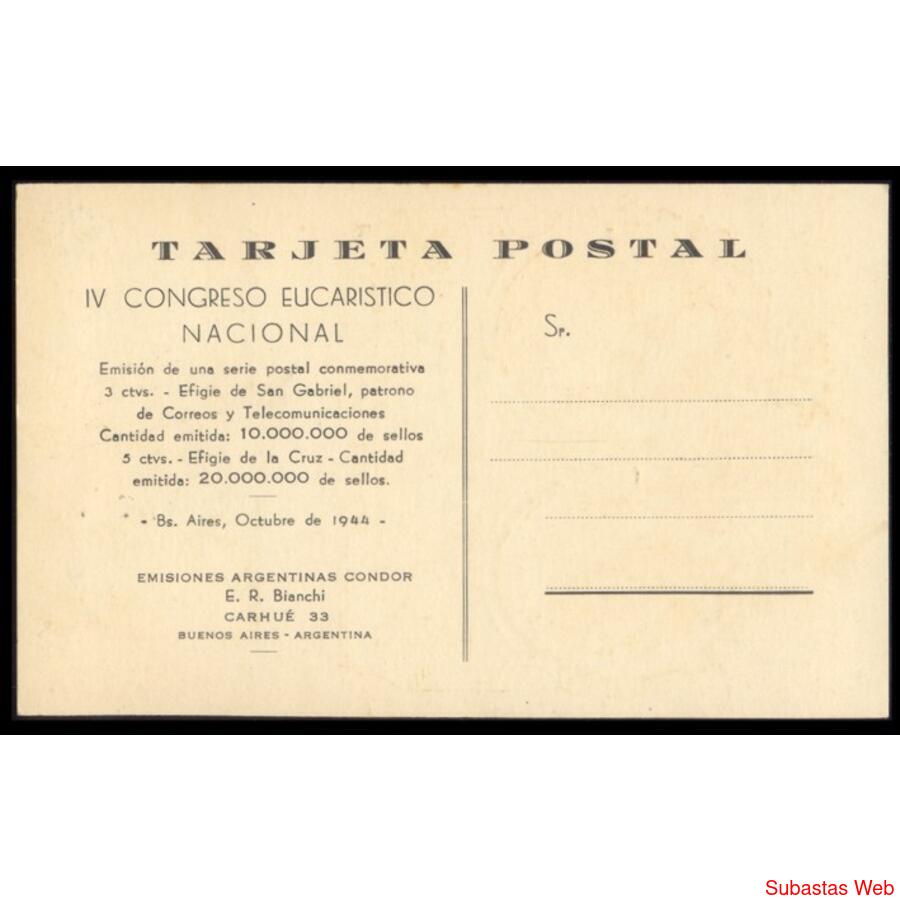 TARJETA POSTAL
IV CONGRESO EUCARISTICO
NACIONAL
Emisión de una serie postal conmemorativa
3 ctvs. - Efigie de San Gabriel, patrono
de Correos y Telecomunicaciones
Cantidad emitida: 10.000.000 de sellos
5 ctvs. - Efigie de la Cruz - Cantidad
emitida: 20.000.000 de sellos.
- Bs. Aires, Octubre de 1944 -
EMISIONES ARGENTINAS CONDOR
E. R. Bianchi
CARHUÉ 33
BUENOS AIRES - ARGENTINA
Sr.
Subastas Web